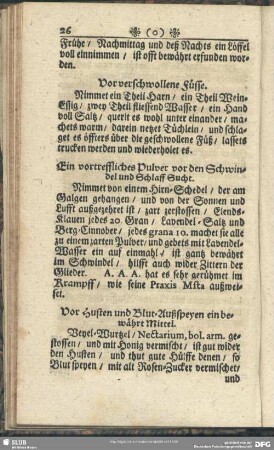 26 (o)
Frühe / Nachmittag und deß Nachts ein Löffel
voll einnimmen / ist offt bewährt erfunden wor-
den.
Vor verschwollene Füsse.
Nimmet ein Theil Harn / ein Theil Wein-
Essig / zwey Theil fliessend Wasser / ein Hand
voll Saltz / querit es wohl unter einander / ma-
chets warm / darein netzet Tüchlein / und schla-
get es öffters über die geschwollene Füß / lassets
trucken werden und wiederholet es.
Ein vortreffliches Pulver vor den Schwin-
del und Schlaff Sucht.
Nimmet von einem Hirn-Schedel / der am
Galgen gehangen / und von der Sonnen und
Lufft außgezehret ist / zart zerstossen / Elends-
Klauen jedes 20. Gran / Lavendel-Saltz und
Berg-Cinnober / jedes grana 10. machet sie alle
zu einem zarten Pulver / und gebets mit Lavendel-
Wasser ein auf einmahl / ist gantz bewährt
im Schwindel / hilfft auch wider Zittern der
Glieder. A. A. A. hat es sehr gerühmet im
Krampff / wie seine Praxis Msta außwei-
set.
Vor Husten und Blut-Außspeyen ein be-
währt Mittel.
Veyel-Wurtzel / Nectarium, bol. arm. ge-
stossen / und mit Honig vermischt / ist gut wider
den Husten / und thut gute Hülffe denen / so
Blut speyen / mit alt Rosen-Zucker vermischet /
und
SLUB